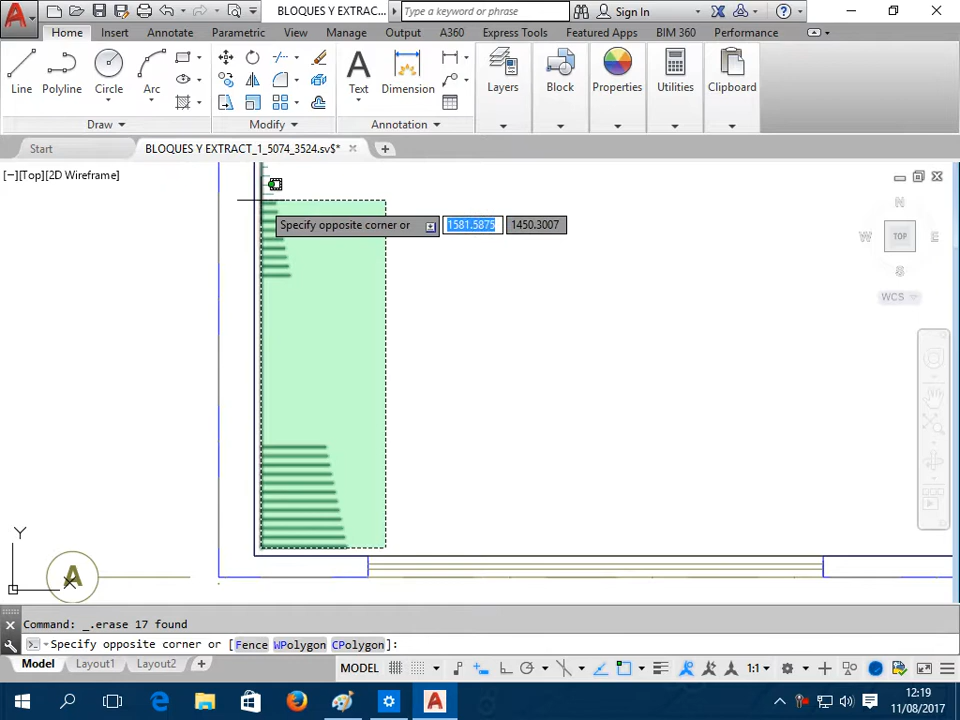 BLOQUES Y EXTRACT...
Type a keyword or phrase
Sign In
Home Insert Annotate Parametric View Manage Output A360 Express Tools Featured Apps BIM 360 Performance
Line Polyline Circle Arc Text Dimension Layers Block Properties Utilities Clipboard
Draw Modify Annotation
Start BLOQUES Y EXTRACT_1_5074_3524.sv$*
[−][Top][2D Wireframe]
N
W TOP E
S
WCS
Specify opposite corner or 1581.5875 1450.3007
Y
A X
Command: _.erase 17 found
Specify opposite corner or [Fence WPolygon CPolygon]:
Model Layout1 Layout2 + MODEL 1:1
12:19
11/08/2017